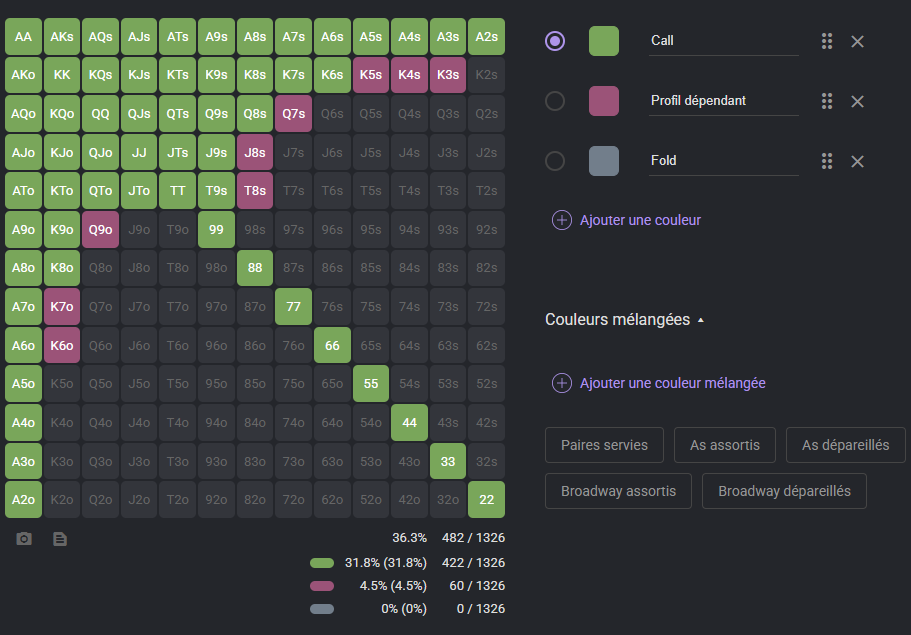 AA AKs AQs AJs ATs A9s A8s A7s A6s A5s A4s A3s A2s
AKo KK KQs KJs KTs K9s K8s K7s K6s K5s K4s K3s K2s
AQo KQo QQ QJs QTs Q9s Q8s Q7s Q6s Q5s Q4s Q3s Q2s
AJo KJo QJo JJ JTs J9s J8s J7s J6s J5s J4s J3s J2s
ATo KTo QTo JTo TT T9s T8s T7s T6s T5s T4s T3s T2s
A9o K9o Q9o J9o T9o 99 98s 97s 96s 95s 94s 93s 92s
A8o K8o Q8o J8o T8o 98o 88 87s 86s 85s 84s 83s 82s
A7o K7o Q7o J7o T7o 97o 87o 77 76s 75s 74s 73s 72s
A6o K6o Q6o J6o T6o 96o 86o 76o 66 65s 64s 63s 62s
A5o K5o Q5o J5o T5o 95o 85o 75o 65o 55 54s 53s 52s
A4o K4o Q4o J4o T4o 94o 84o 74o 64o 54o 44 43s 42s
A3o K3o Q3o J3o T3o 93o 83o 73o 63o 53o 43o 33 32s
A2o K2o Q2o J2o T2o 92o 82o 72o 62o 52o 42o 32o 22
36.3% 482 / 1326
31.8% (31.8%) 422 / 1326
4.5% (4.5%) 60 / 1326
0% (0%) 0 / 1326
Call
Profil dépendant
Fold
Ajouter une couleur
Couleurs mélangées
Ajouter une couleur mélangée
Paires servies As assortis As dépareillés
Broadway assortis Broadway dépareillés